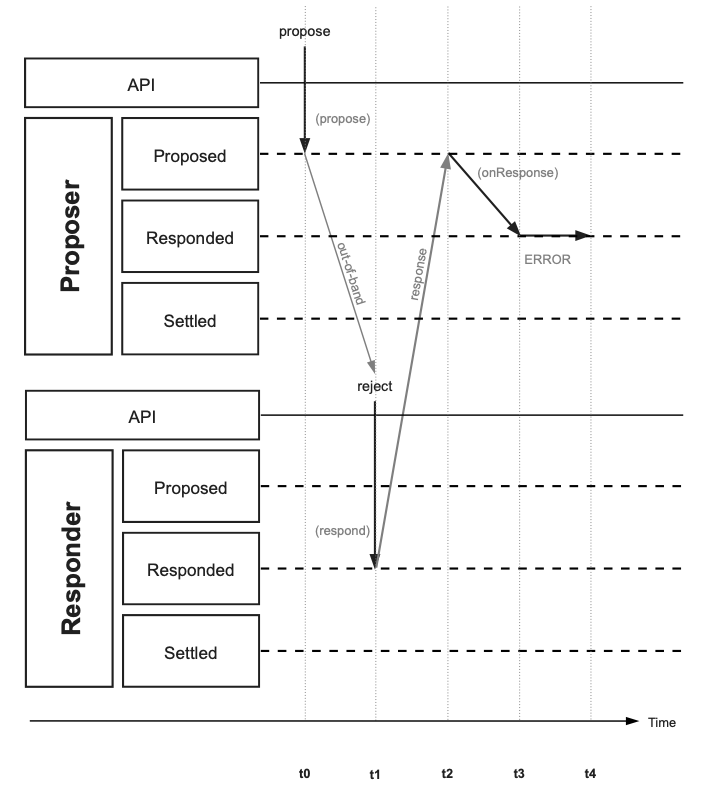 propose
API
(propose)
Proposer
Proposed
(onResponse)
Responded
out-of-band
response
ERROR
Settled
reject
API
Responder
Proposed
(respond)
Responded
Settled
Time
t0 t1 t2 t3 t4